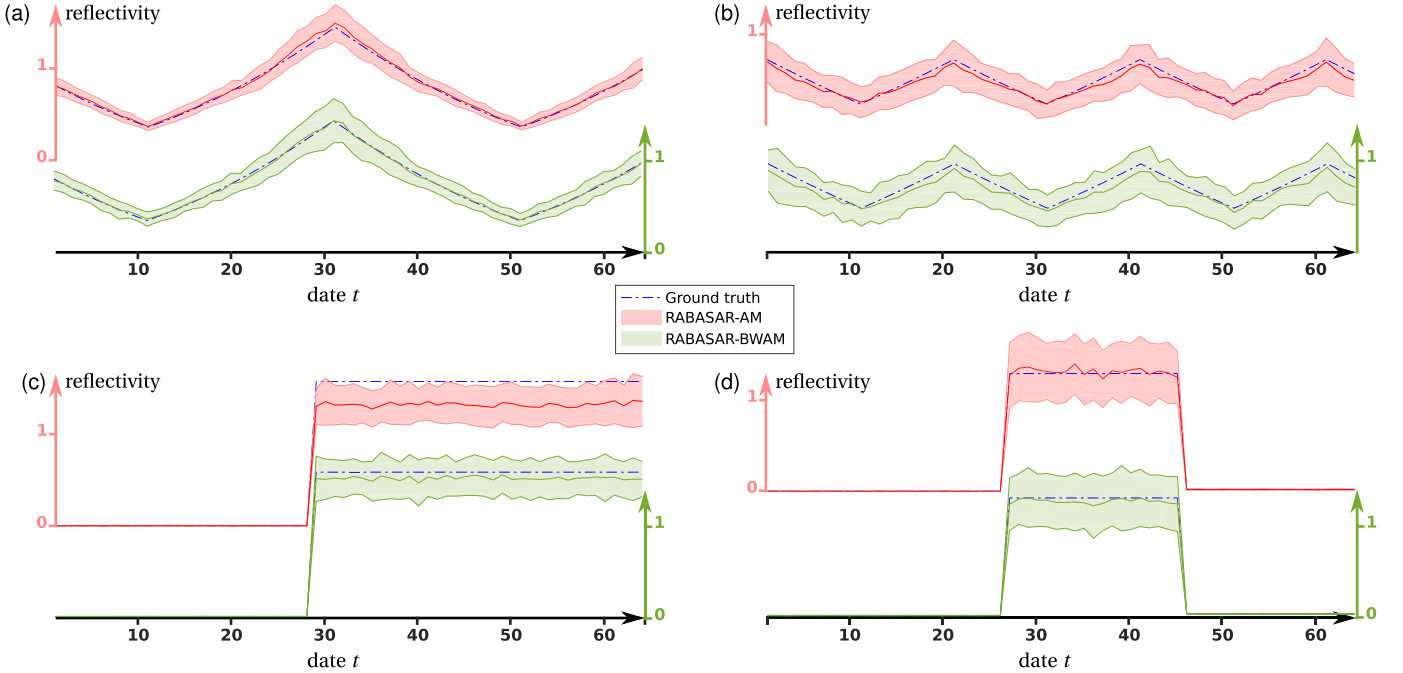 (a)
reflectivity
1
0
1
0
10 20 30 40 50 60
date t
(b)
reflectivity
1
1
0
10 20 30 40 50 60
date t
Ground truth
RABASAR-AM
RABASAR-BWAM
(c)
reflectivity
1
0
1
0
10 20 30 40 50 60
date t
(d)
reflectivity
1
0
1
0
10 20 30 40 50 60
date t